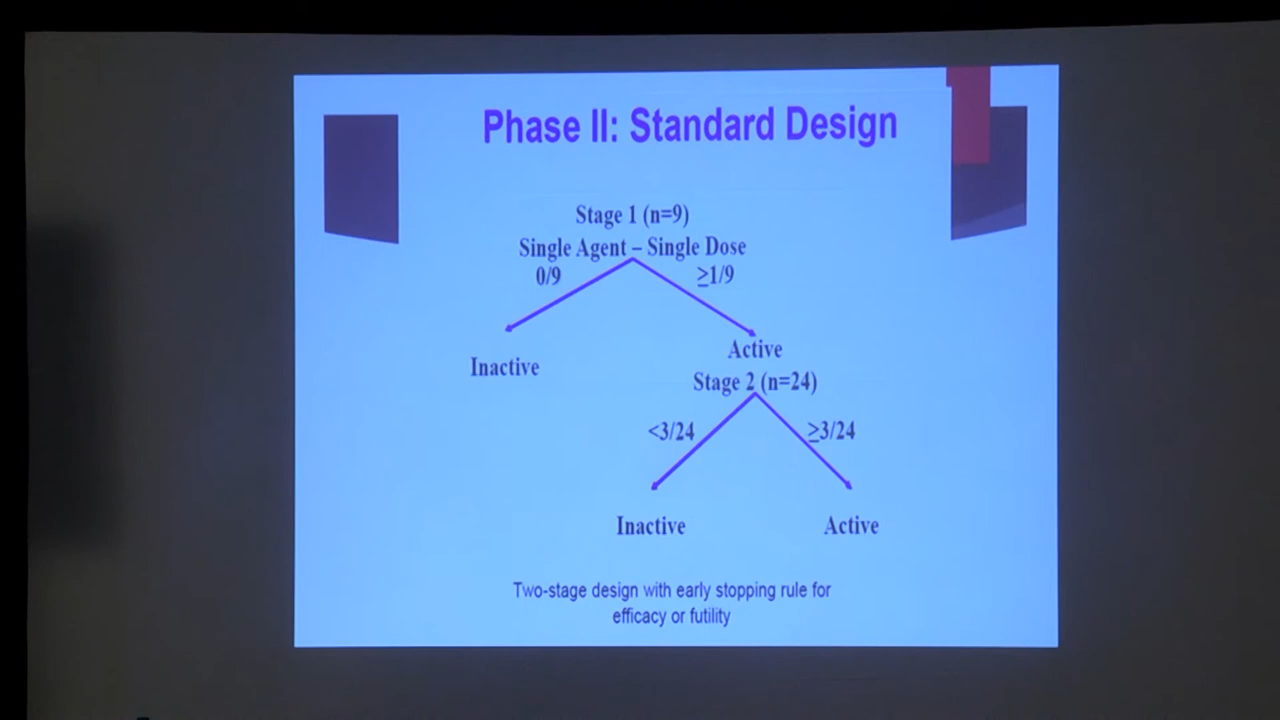 Phase II: Standard Design
Stage 1 (n=9)
Single Agent – Single Dose
0/9
≥1/9
Inactive
Active
Stage 2 (n=24)
<3/24
≥3/24
Inactive
Active
Two-stage design with early stopping rule for
efficacy or futility